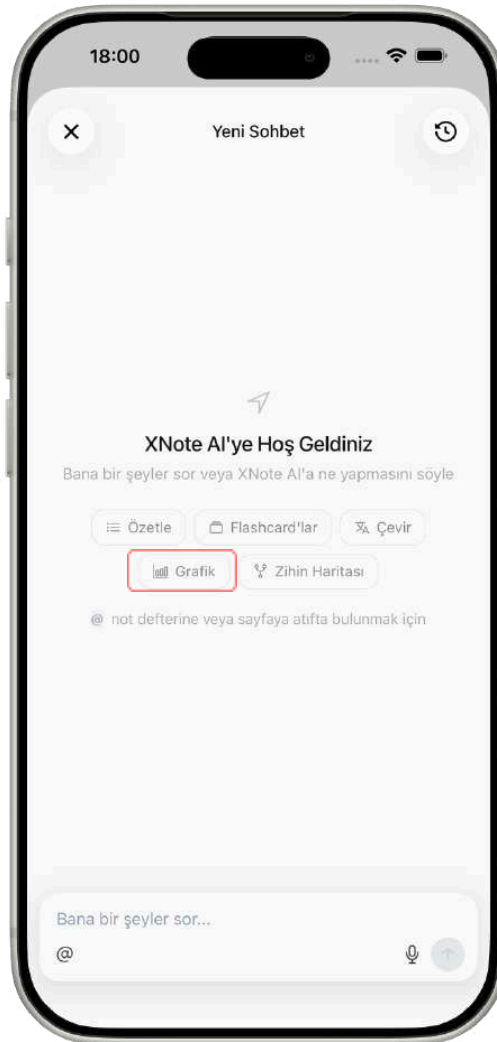 18:00
Yeni Sohbet
XNote AI'ye Hoş Geldiniz
Bana bir şeyler sor veya XNote AI'a ne yapmasını söyle
Özetle
Flashcard'lar
Çevir
Grafik
Zihin Haritası
@ not defterine veya sayfaya atıfta bulunmak için
Bana bir şeyler sor...
@